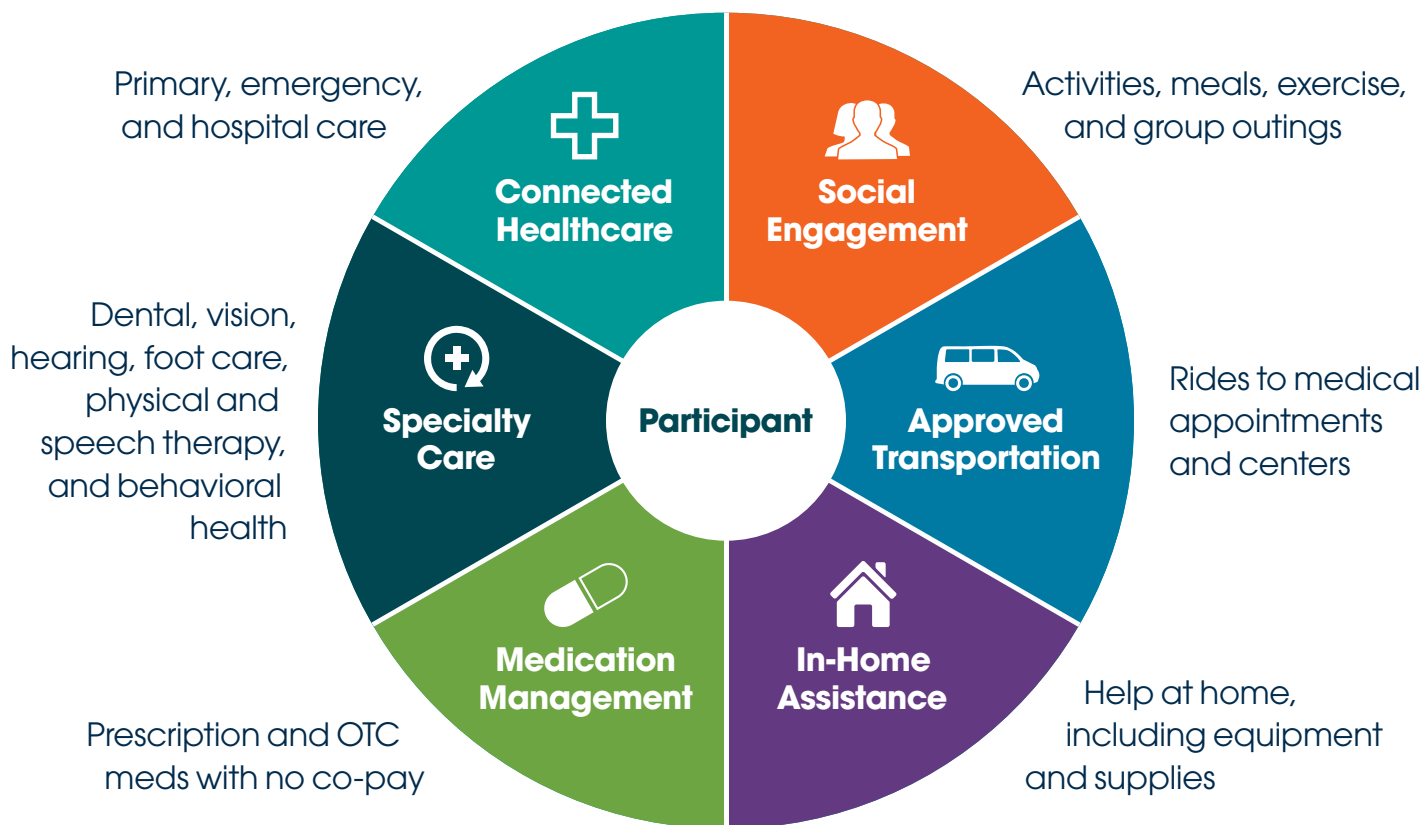 Primary, emergency,
and hospital care
Connected
Healthcare
Social
Engagement
Activities, meals, exercise,
and group outings
Dental, vision,
hearing, foot care,
physical and
speech therapy,
and behavioral
health
Specialty
Care
Participant
Approved
Transportation
Rides to medical
appointments
and centers
Medication
Management
Prescription and OTC
meds with no co-pay
In-Home
Assistance
Help at home,
including equipment
and supplies